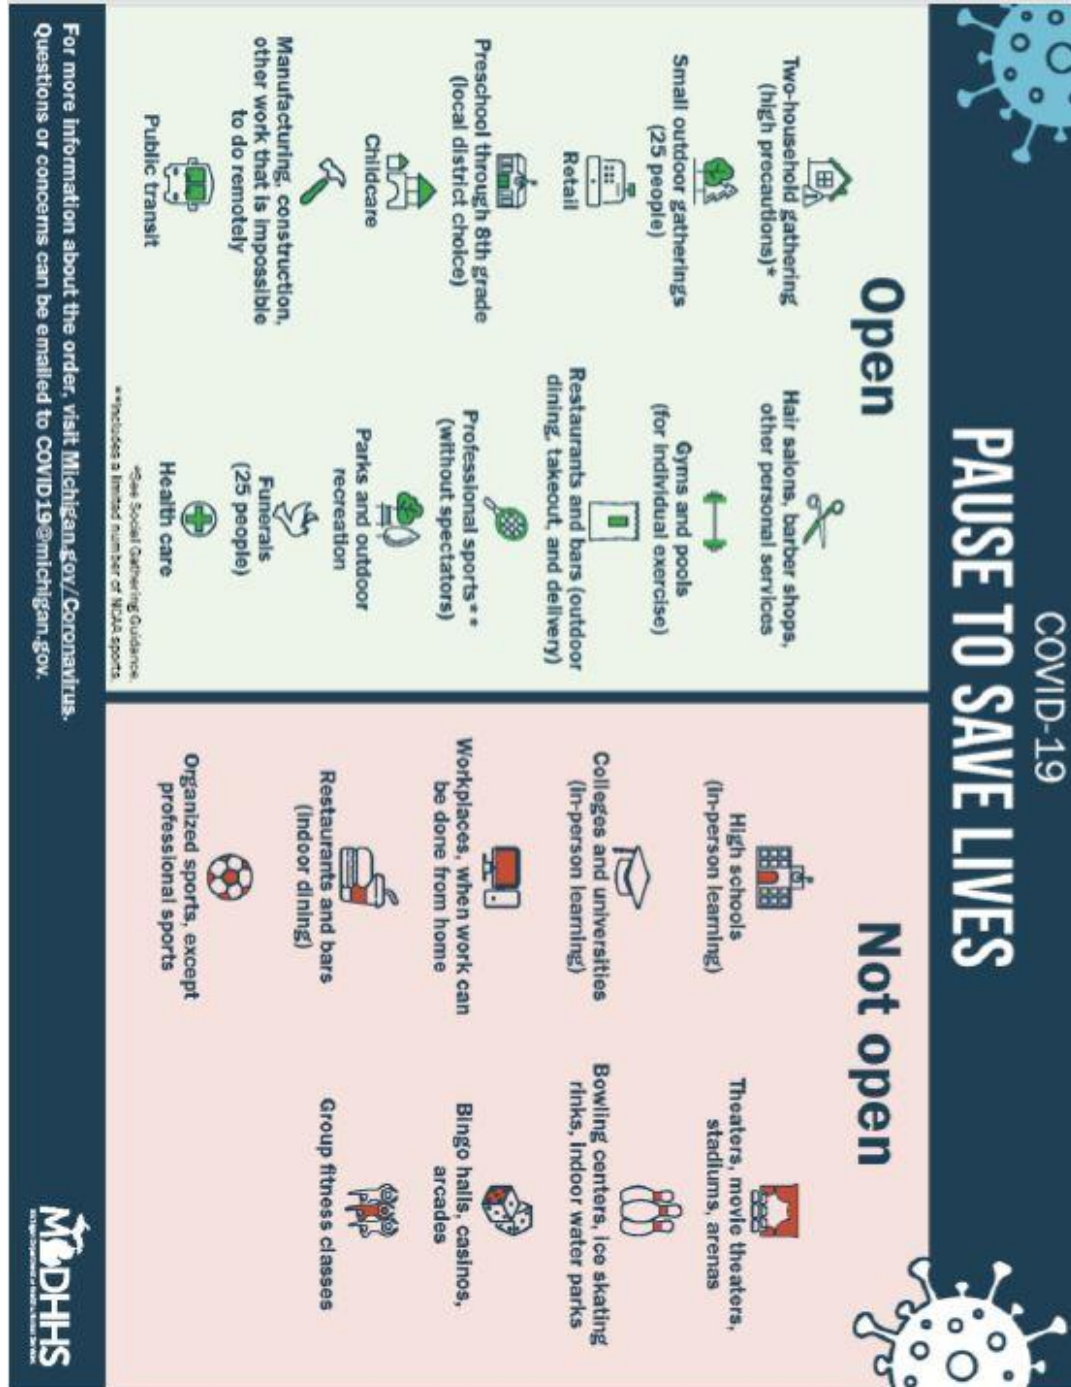 COVID-19
PAUSE TO SAVE LIVES
Open
Two-household gathering
(high precautions)*
Small outdoor gatherings
(25 people)
Retail
Preschool through 8th grade
(local district choice)
Childcare
Manufacturing, construction,
other work that is impossible
to do remotely
Public transit
Hair salons, barber shops,
other personal services
Gyms and pools
(for individual exercise)
Restaurants and bars (outdoor
dining, takeout, and delivery)
Professional sports**
(without spectators)
Parks and outdoor
recreation
Funerals
(25 people)
Health care
*See Social Gathering Guidance.
**Includes a limited number of NCAA sports.
Not open
High schools
(in-person learning)
Colleges and universities
(in-person learning)
Workplaces, when work can
be done from home
Restaurants and bars
(indoor dining)
Organized sports, except
professional sports
Theaters, movie theaters,
stadiums, arenas
Bowling centers, ice skating
rinks, indoor water parks
Bingo halls, casinos,
arcades
Group fitness classes
For more information about the order, visit Michigan.gov/Coronavirus.
Questions or concerns can be emailed to COVID19@michigan.gov.
MDHHS